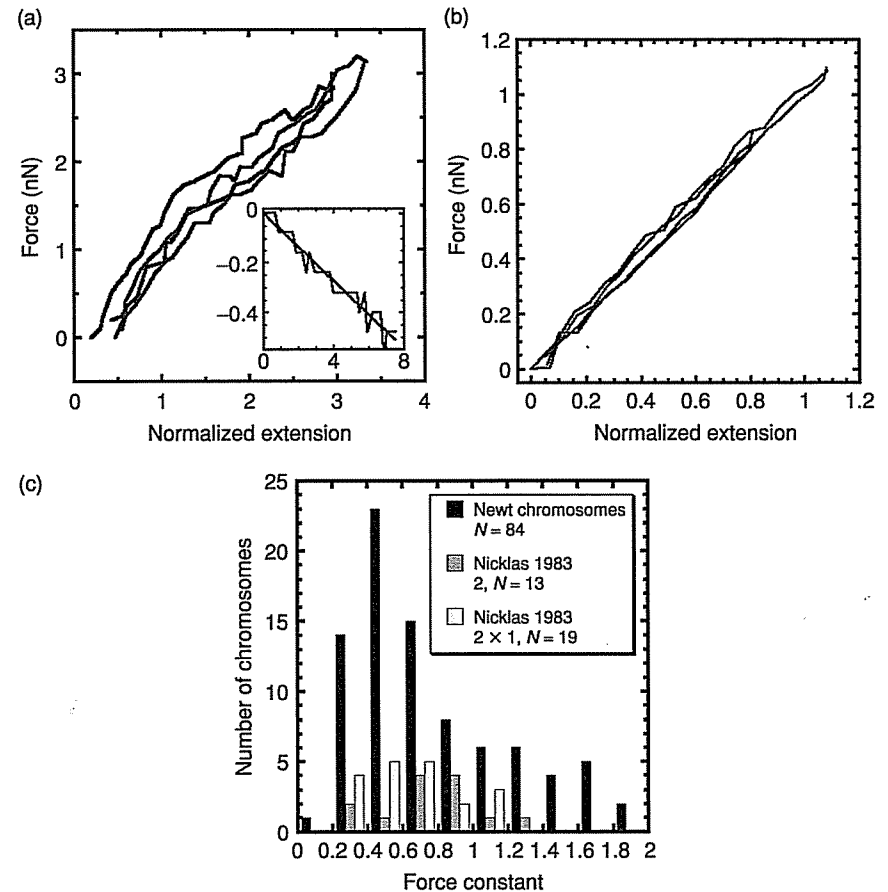 (a)
3
2
1
0
Force (nN)
0
−0.2
−0.4
0 4 8
0 1 2 3 4
Normalized extension
(b)
1.2
1
0.8
0.6
0.4
0.2
0
Force (nN)
0 0.2 0.4 0.6 0.8 1 1.2
Normalized extension
(c)
25
20
15
10
5
0
Number of chromosomes
Newt chromosomes
N = 84
Nicklas 1983
2, N = 13
Nicklas 1983
2 × 1, N = 19
0 0.2 0.4 0.6 0.8 1 1.2 1.4 1.6 1.8 2
Force constant